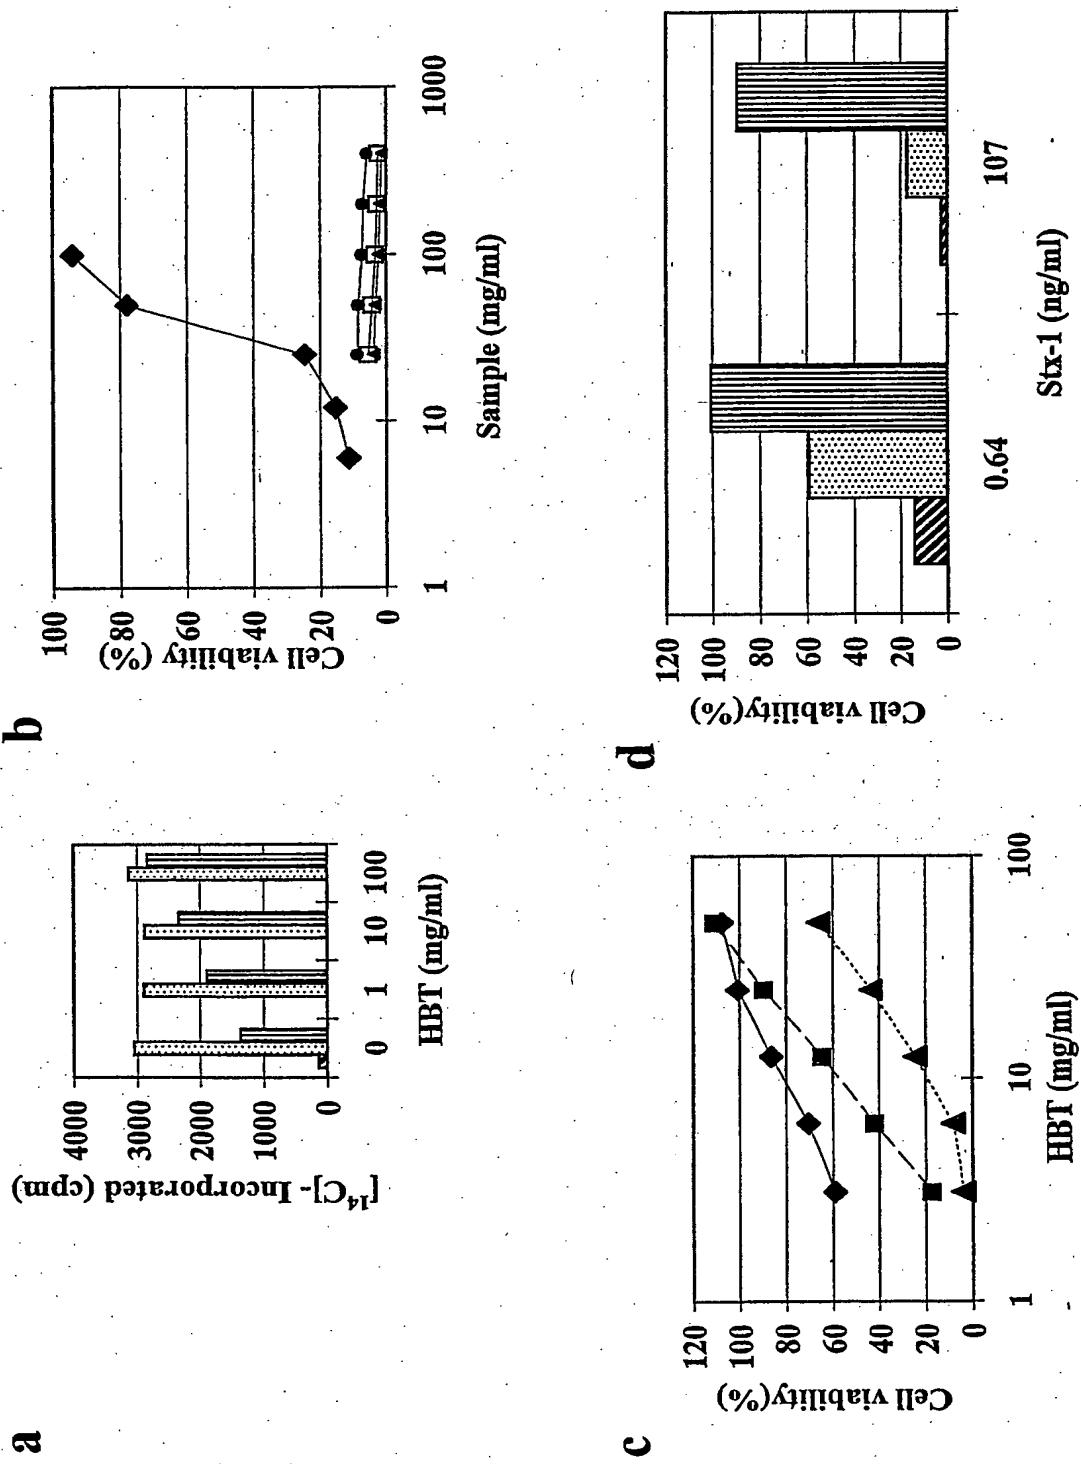 a
[14C]- Incorporated (cpm)
4000
3000
2000
1000
0
0 1 10 100
HBT (mg/ml)
b
Cell viability (%)
100
80
60
40
20
0
1 10 100 1000
Sample (mg/ml)
c
Cell viability(%)
120
100
80
60
40
20
0
1 10 100
HBT (mg/ml)
d
Cell viability(%)
120
100
80
60
40
20
0
0.64 107
Stx-1 (ng/ml)